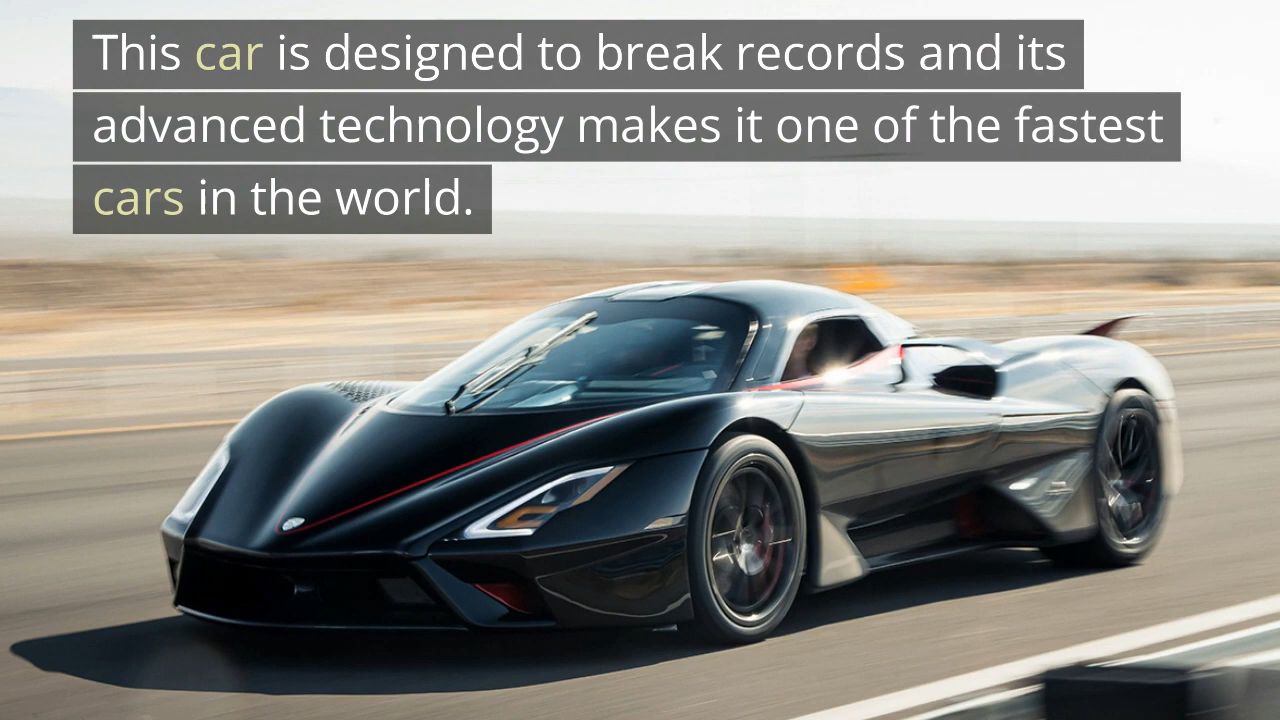 This car is designed to break records and its
advanced technology makes it one of the fastest
cars in the world.